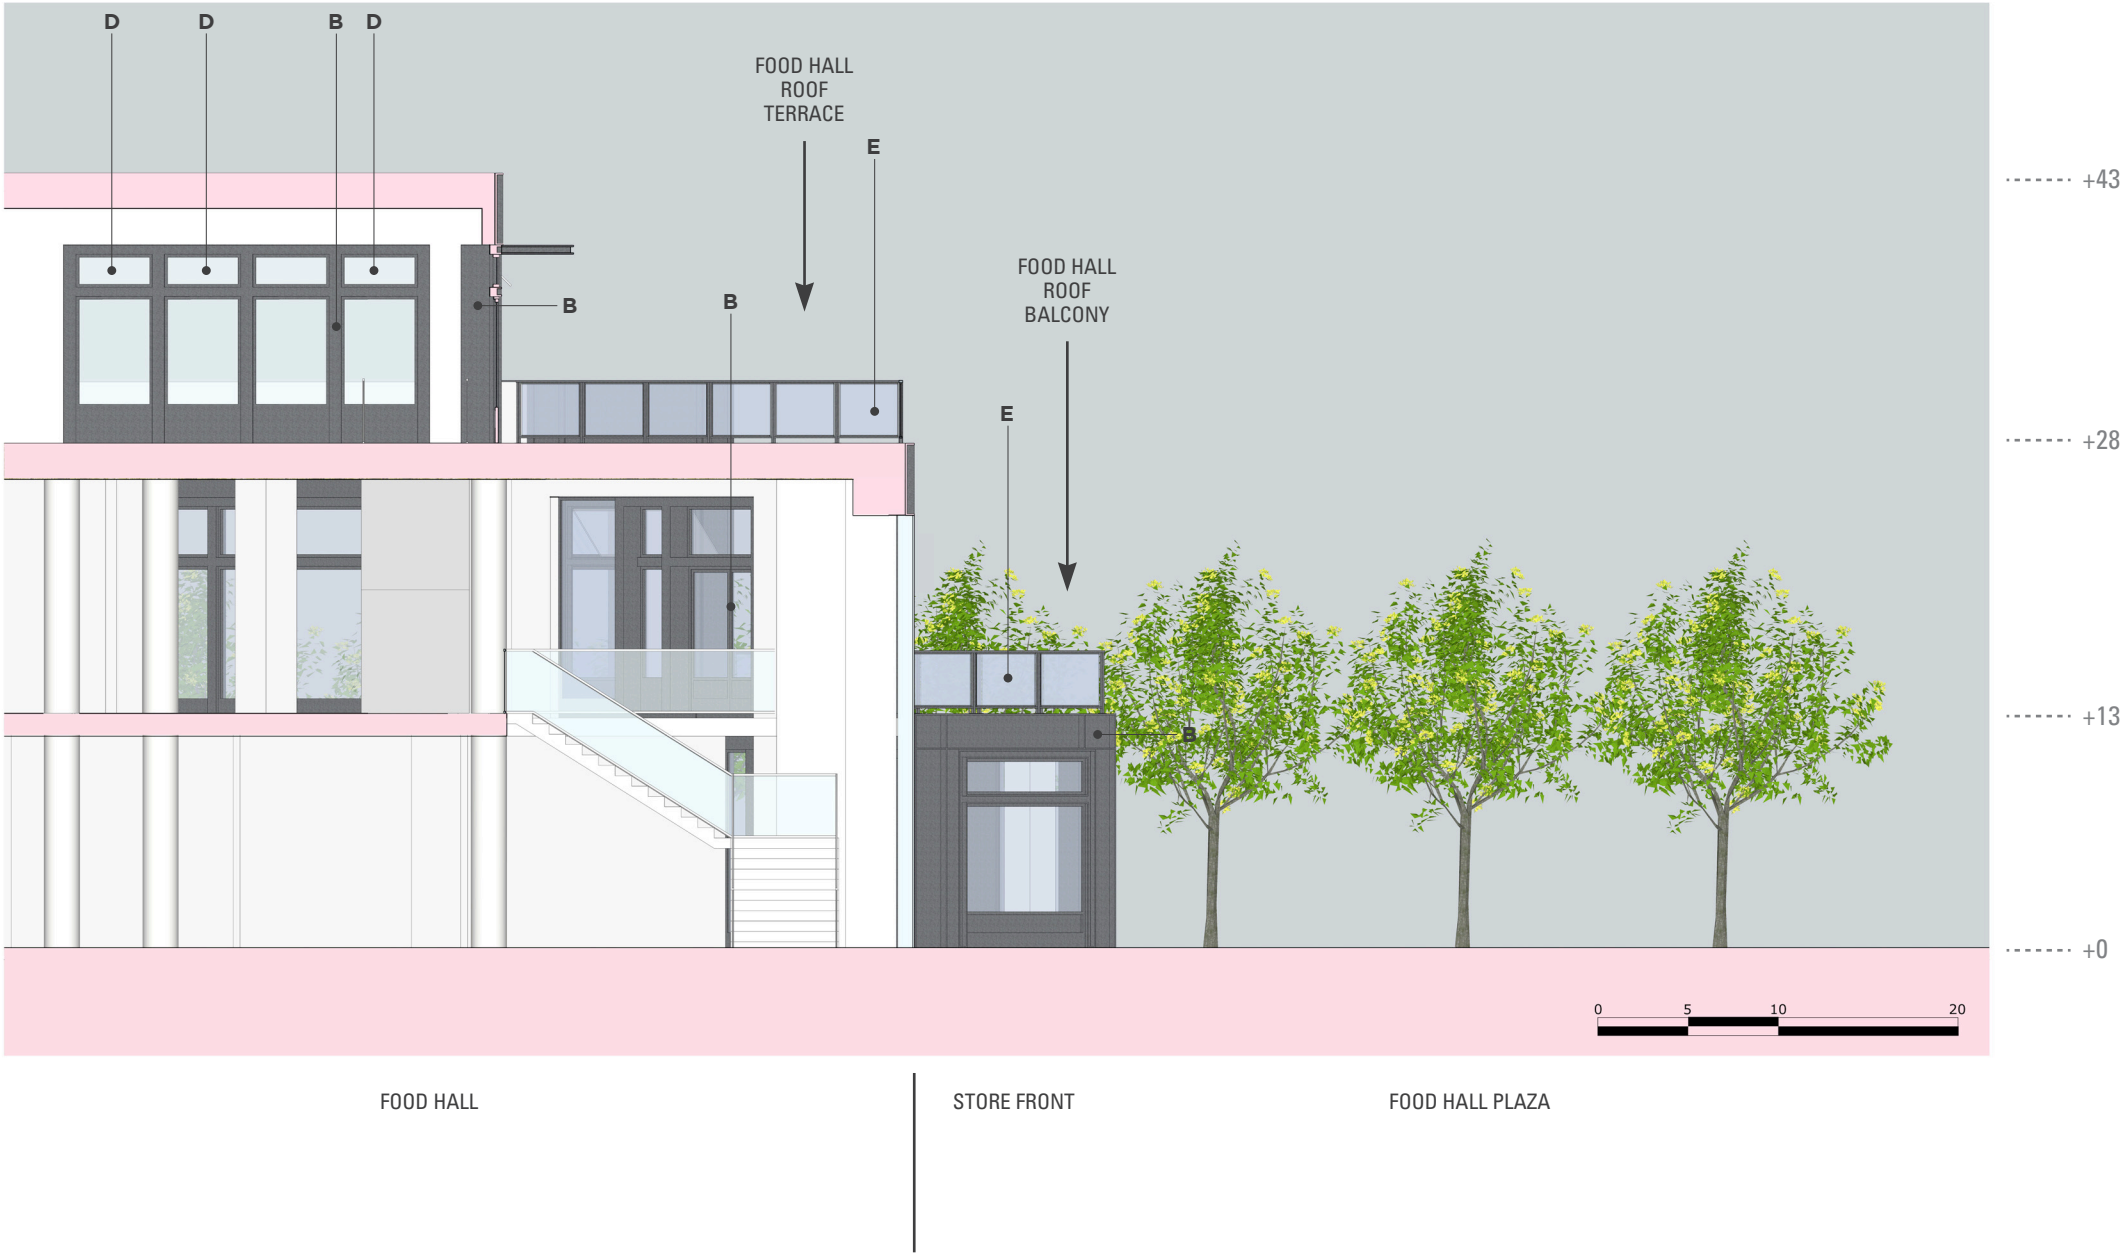 D D B D
FOOD HALL
ROOF
TERRACE
E
+43
FOOD HALL
ROOF
BALCONY
B
B
E
+28
+13
B
+0
0 5 10 20
FOOD HALL
STORE FRONT
FOOD HALL PLAZA